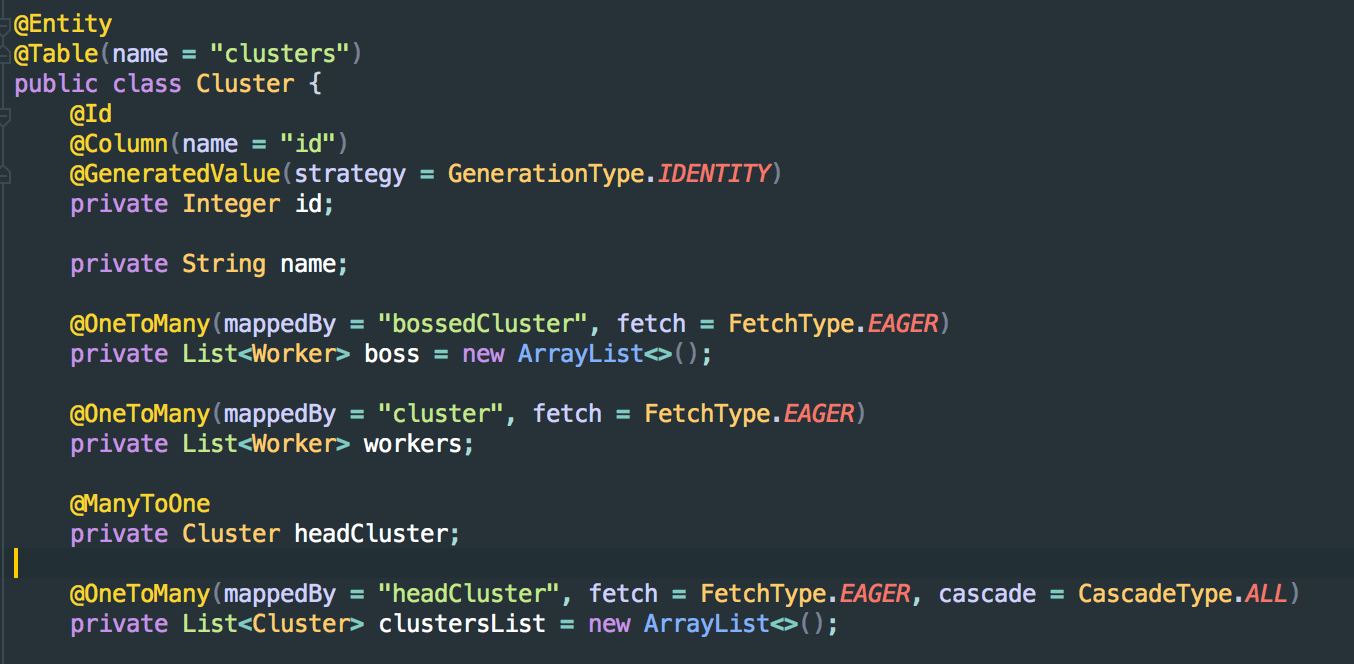 @Entity
@Table(name = "clusters")
public class Cluster {
@Id
@Column(name = "id")
@GeneratedValue(strategy = GenerationType.IDENTITY)
private Integer id;
private String name;
@OneToMany(mappedBy = "bossedCluster", fetch = FetchType.EAGER)
private List<Worker> boss = new ArrayList<>();
@OneToMany(mappedBy = "cluster", fetch = FetchType.EAGER)
private List<Worker> workers;
@ManyToOne
private Cluster headCluster;
@OneToMany(mappedBy = "headCluster", fetch = FetchType.EAGER, cascade = CascadeType.ALL)
private List<Cluster> clustersList = new ArrayList<>();